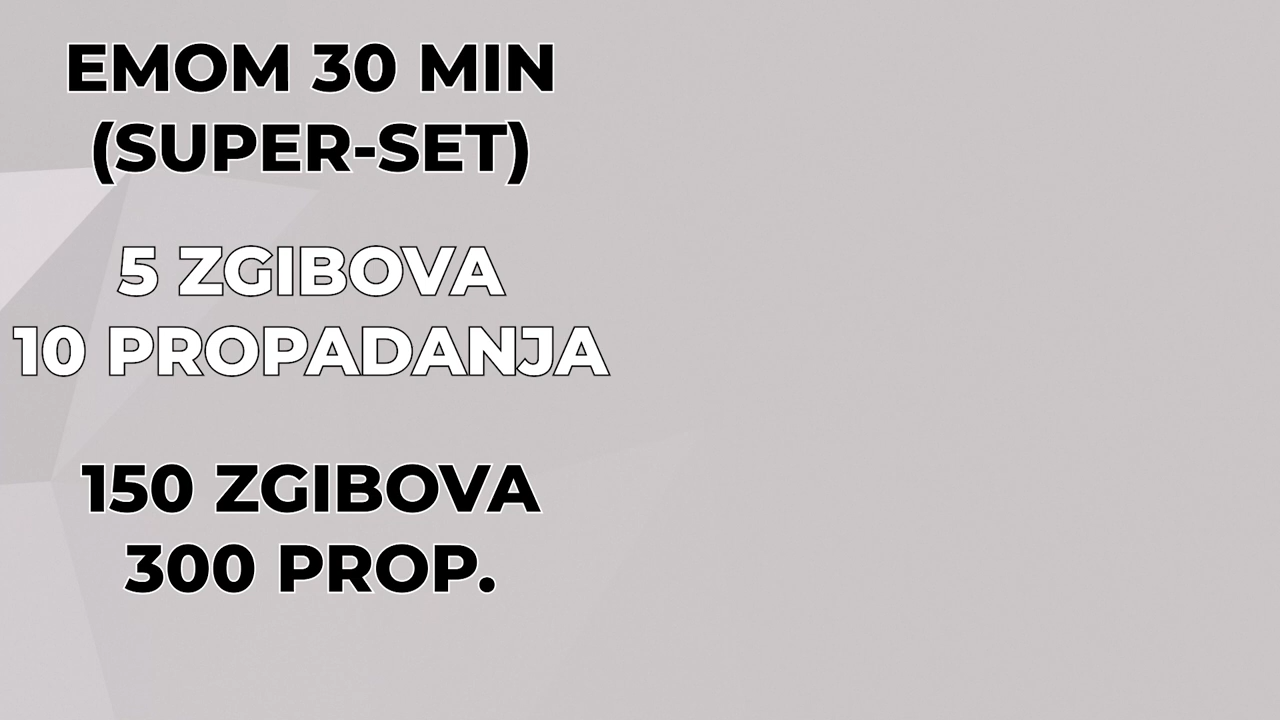 EMOM 30 MIN
(SUPER-SET)
5 ZGIBOVA
10 PROPADANJA
150 ZGIBOVA
300 PROP.